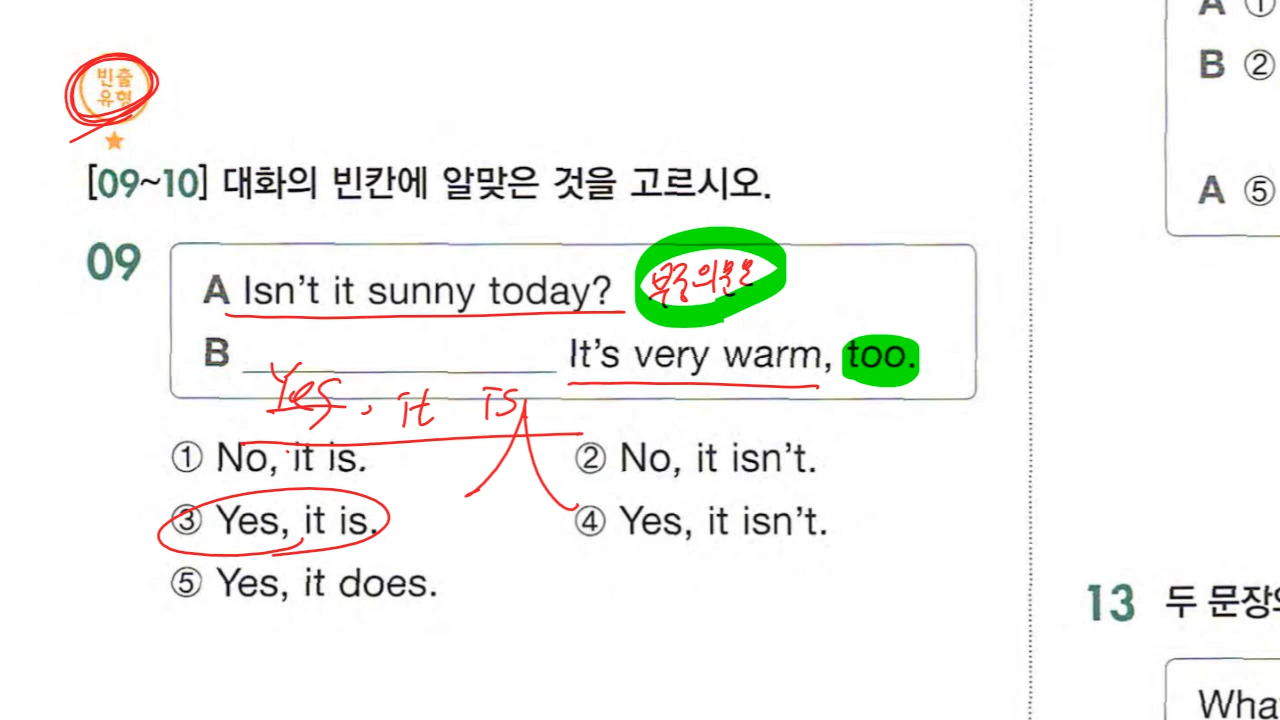 빈출
유형
[09~10] 대화의 빈칸에 알맞은 것을 고르시오.
09
A Isn't it sunny today? 부정의문문
B ____________ It's very warm, too.
Yes, it is
① No, it is.
② No, it isn't.
③ Yes, it is.
④ Yes, it isn't.
⑤ Yes, it does.
A ①
B ②
A ⑤
13 두 문장의
Wha